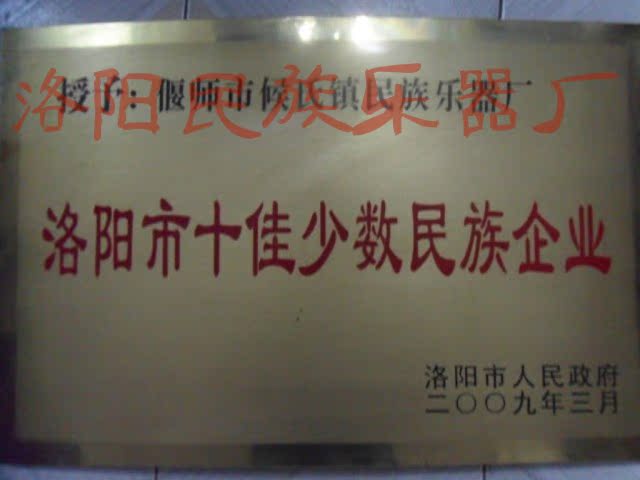 洛阳民族乐器厂
授予：偃师市候氏镇民族乐器厂
洛阳市十佳少数民族企业
洛阳市人民政府
二〇〇九年三月